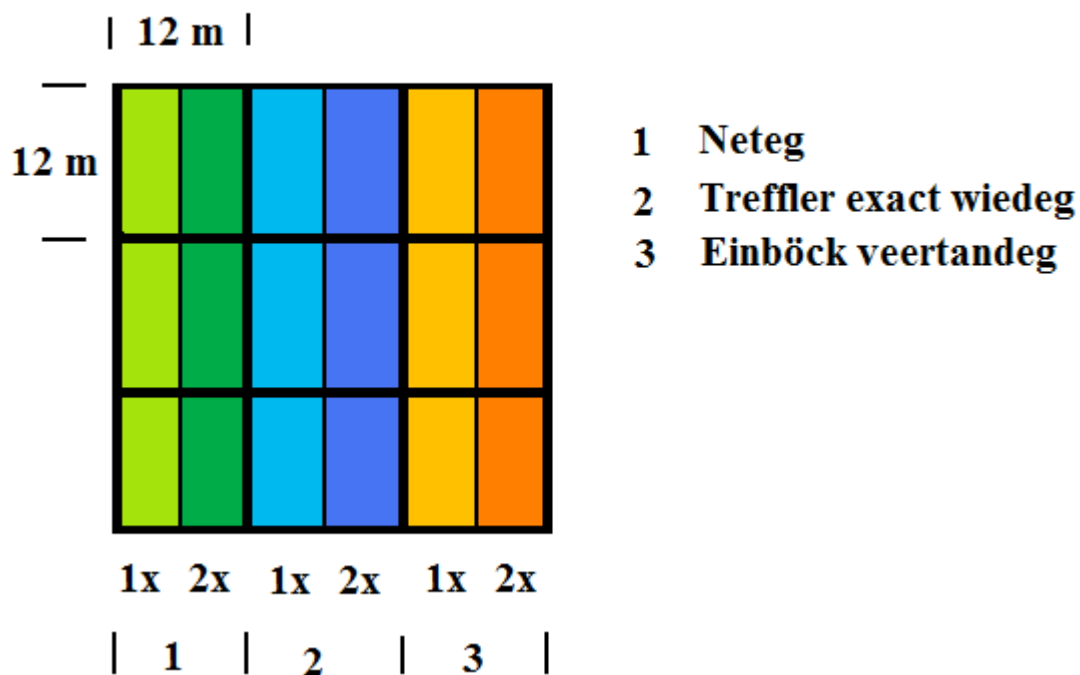 12 m
12 m
1 Neteg
2 Treffler exact wiedeg
3 Einböck veertandeg
1x 2x 1x 2x 1x 2x
1 2 3